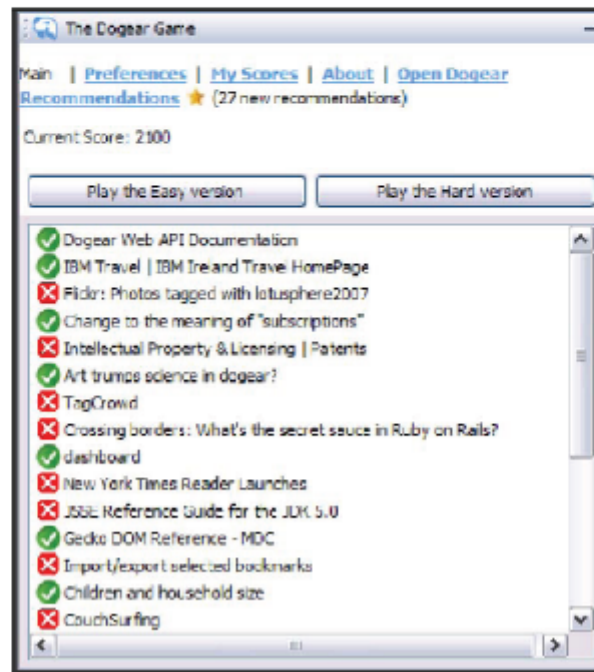 The Dogear Game
Main | Preferences | My Scores | About | Open Dogear
Recommendations (27 new recommendations)
Current Score: 2100
Play the Easy version Play the Hard version
Dogear Web API Documentation
IBM Travel | IBM Ireland Travel HomePage
Flickr: Photos tagged with lotusphere2007
Change to the meaning of "subscriptions"
Intellectual Property & Licensing | Patents
Art trumps science in dogear?
TagCrowd
Crossing borders: What's the secret sauce in Ruby on Rails?
dashboard
New York Times Reader Launches
JSSE Reference Guide for the JDK 5.0
Gecko DOM Reference - MDC
Import/export selected bookmarks
Children and household size
CouchSurfing